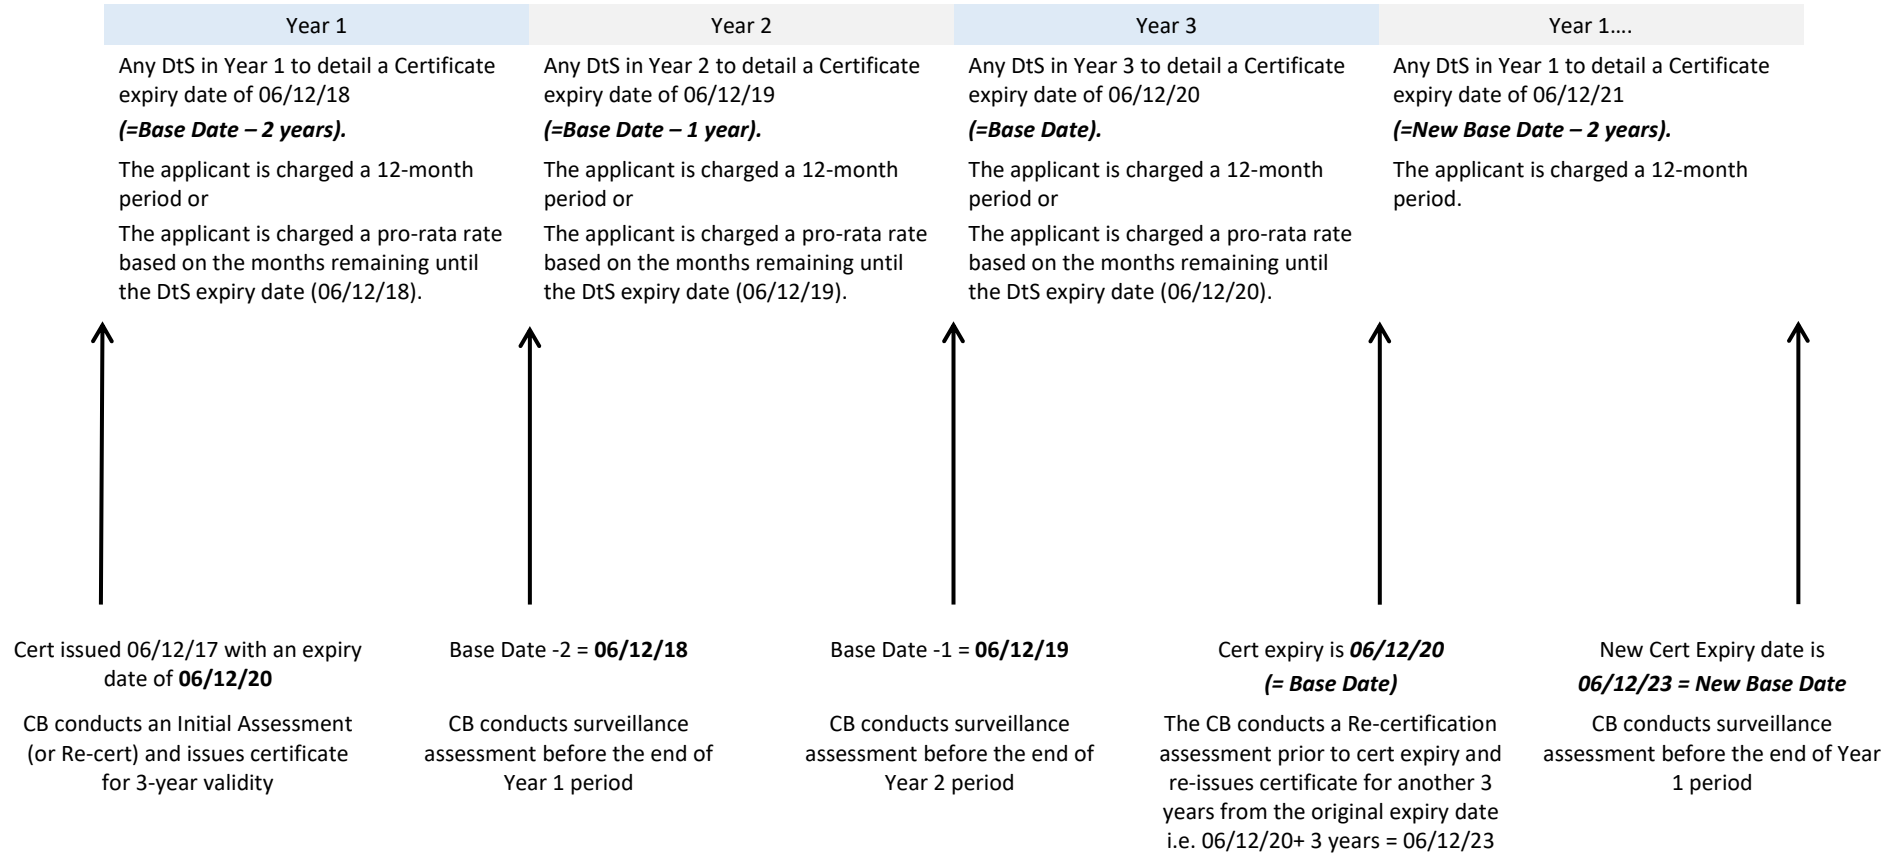 Year 1
Year 2
Year 3
Year 1....
Any DtS in Year 1 to detail a Certificate
expiry date of 06/12/18
(=Base Date – 2 years).
The applicant is charged a 12-month
period or
The applicant is charged a pro-rata rate
based on the months remaining until
the DtS expiry date (06/12/18).
Any DtS in Year 2 to detail a Certificate
expiry date of 06/12/19
(=Base Date – 1 year).
The applicant is charged a 12-month
period or
The applicant is charged a pro-rata rate
based on the months remaining until
the DtS expiry date (06/12/19).
Any DtS in Year 3 to detail a Certificate
expiry date of 06/12/20
(=Base Date).
The applicant is charged a 12-month
period or
The applicant is charged a pro-rata rate
based on the months remaining until
the DtS expiry date (06/12/20).
Any DtS in Year 1 to detail a Certificate
expiry date of 06/12/21
(=New Base Date – 2 years).
The applicant is charged a 12-month
period.
Cert issued 06/12/17 with an expiry
date of 06/12/20
CB conducts an Initial Assessment
(or Re-cert) and issues certificate
for 3-year validity
Base Date -2 = 06/12/18
CB conducts surveillance
assessment before the end of
Year 1 period
Base Date -1 = 06/12/19
CB conducts surveillance
assessment before the end of
Year 2 period
Cert expiry is 06/12/20
(= Base Date)
The CB conducts a Re-certification
assessment prior to cert expiry and
re-issues certificate for another 3
years from the original expiry date
i.e. 06/12/20+ 3 years = 06/12/23
New Cert Expiry date is
06/12/23 = New Base Date
CB conducts surveillance
assessment before the end of Year
1 period